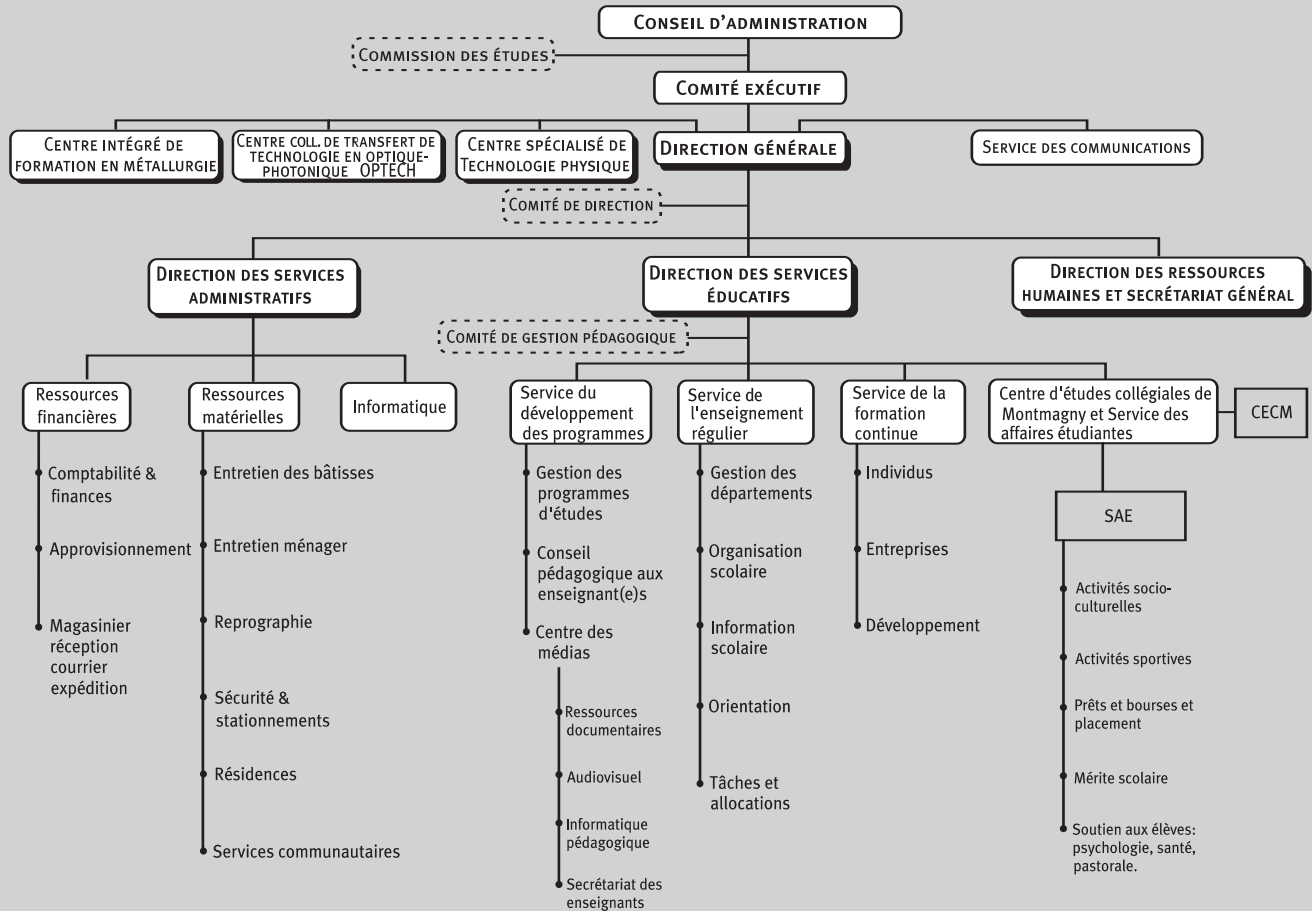 CONSEIL D'ADMINISTRATION
COMMISSION DES ÉTUDES
COMITÉ EXÉCUTIF
CENTRE INTÉGRÉ DE
FORMATION EN MÉTALLURGIE
CENTRE COLL. DE TRANSFERT DE
TECHNOLOGIE EN OPTIQUE-
PHOTONIQUE OPTECH
CENTRE SPÉCIALISÉ DE
TECHNOLOGIE PHYSIQUE
DIRECTION GÉNÉRALE
SERVICE DES COMMUNICATIONS
COMITÉ DE DIRECTION
DIRECTION DES SERVICES
ADMINISTRATIFS
DIRECTION DES SERVICES
ÉDUCATIFS
DIRECTION DES RESSOURCES
HUMAINES ET SECRÉTARIAT GÉNÉRAL
COMITÉ DE GESTION PÉDAGOGIQUE
Ressources
financières
Ressources
matérielles
Informatique
Service du
développement
des programmes
Service de
l'enseignement
régulier
Service de la
formation
continue
Centre d'études collégiales de
Montmagny et Service des
affaires étudiantes
CECM
Comptabilité &
finances
Approvisionnement
Magasinier
réception
courrier
expédition
Entretien des bâtisses
Entretien ménager
Reprographie
Sécurité &
stationnements
Résidences
Services communautaires
Gestion des
programmes
d'études
Conseil
pédagogique aux
enseignant(e)s
Centre des
médias
Ressources
documentaires
Audiovisuel
Informatique
pédagogique
Secrétariat des
enseignants
Gestion des
départements
Organisation
scolaire
Information
scolaire
Orientation
Tâches et
allocations
Individus
Entreprises
Développement
SAE
Activités socio-
culturelles
Activités sportives
Prêts et bourses et
placement
Mérite scolaire
Soutien aux élèves:
psychologie, santé,
pastorale.